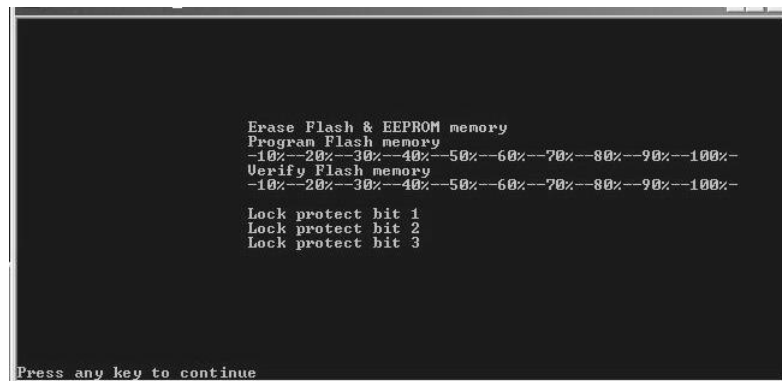 Erase Flash & EEPROM memory
Program Flash memory
-10%--20%--30%--40%--50%--60%--70%--80%--90%--100%-
Verify Flash memory
-10%--20%--30%--40%--50%--60%--70%--80%--90%--100%-
Lock protect bit 1
Lock protect bit 2
Lock protect bit 3
Press any key to continue